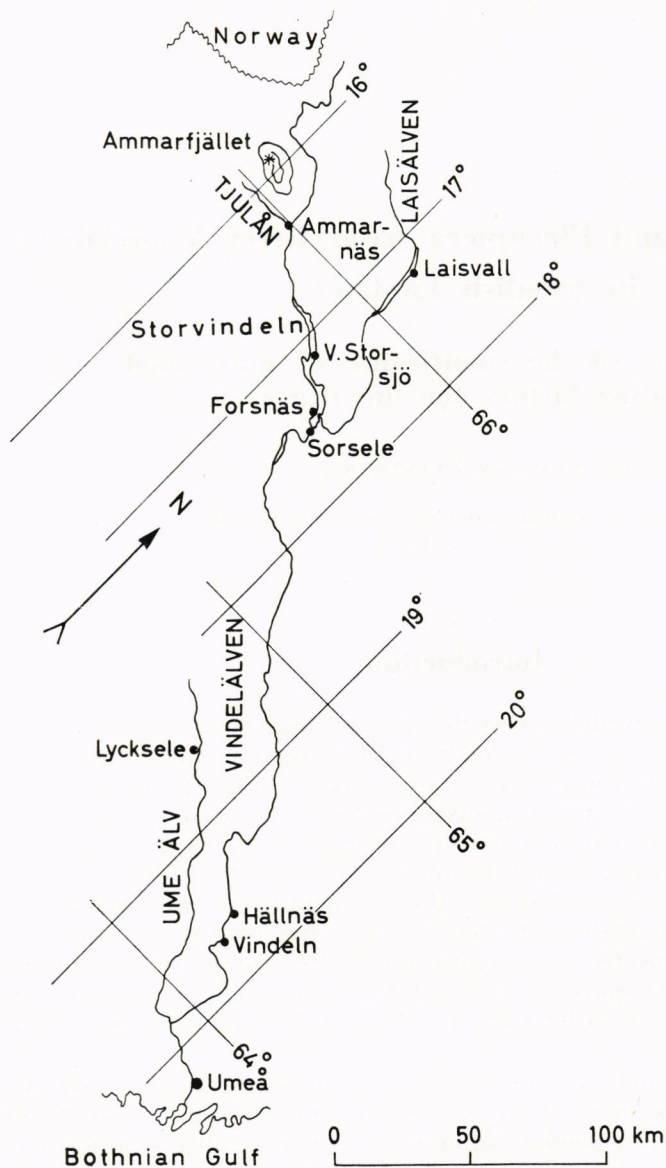 Norway
16°
Ammarfjället
LAISÄLVEN
17°
TJULÅN
Ammar-
näs
Laisvall
18°
Storvindeln
V. Stor-
sjö
Forsnäs
66°
Sorsele
N
19°
VINDELÄLVEN
20°
Lycksele
UME ÄLV
65°
Hällnäs
Vindeln
64°
Umeå
Bothnian Gulf
0 50 100 km